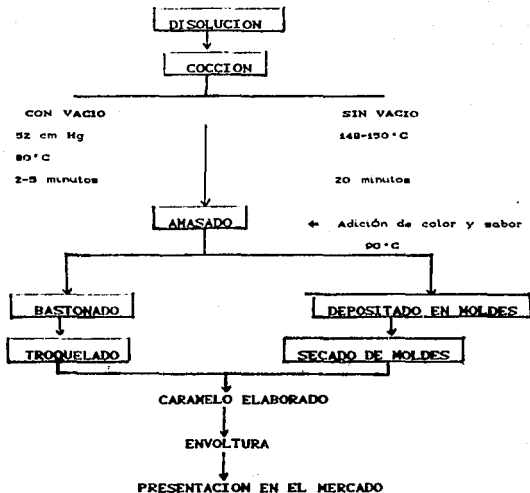 DISOLUCION
COCCION
CON VACIO
52 cm Hg
80°C
2-5 minutos
SIN VACIO
148-150°C
20 minutos
AMASADO
← Adición de color y sabor
90°C
BASTONADO
DEPOSITADO EN MOLDES
TROQUELADO
SECADO DE MOLDES
CARAMELO ELABORADO
ENVOLTURA
PRESENTACION EN EL MERCADO